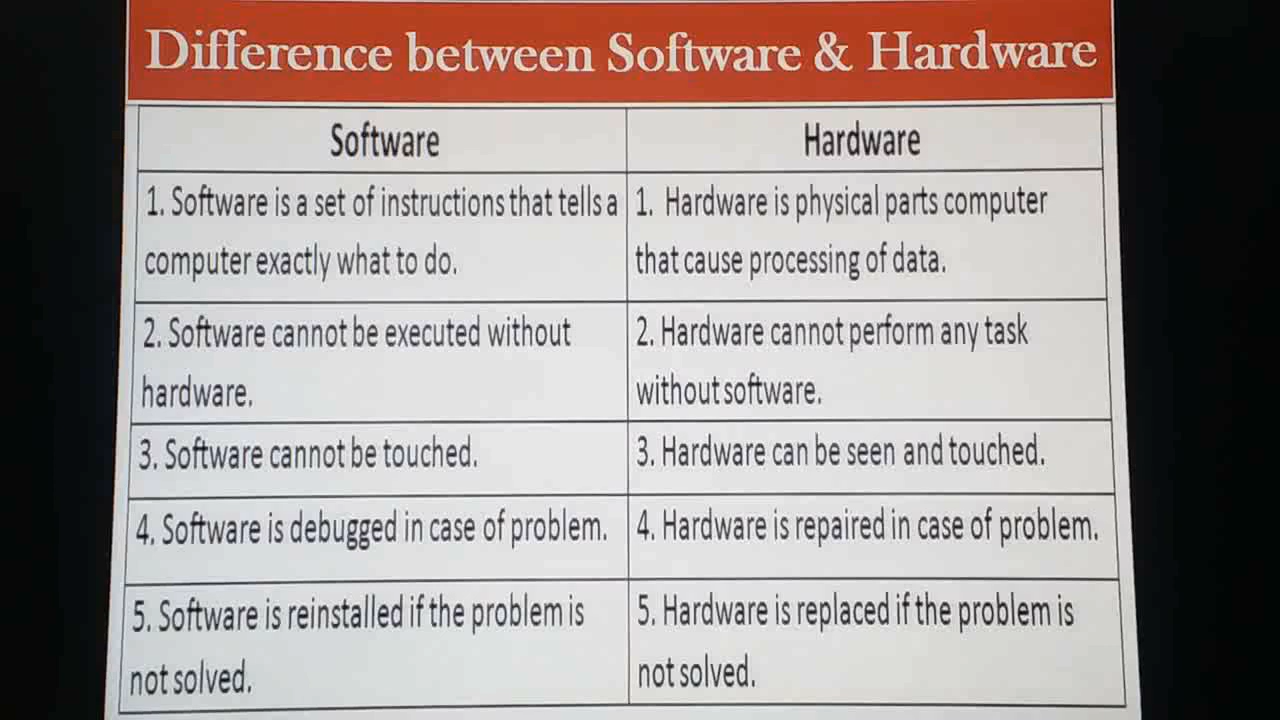 Difference between Software & Hardware
Software
Hardware
1. Software is a set of instructions that tells a
computer exactly what to do.
1. Hardware is physical parts computer
that cause processing of data.
2. Software cannot be executed without
hardware.
2. Hardware cannot perform any task
without software.
3. Software cannot be touched.
3. Hardware can be seen and touched.
4. Software is debugged in case of problem.
4. Hardware is repaired in case of problem.
5. Software is reinstalled if the problem is
not solved.
5. Hardware is replaced if the problem is
not solved.